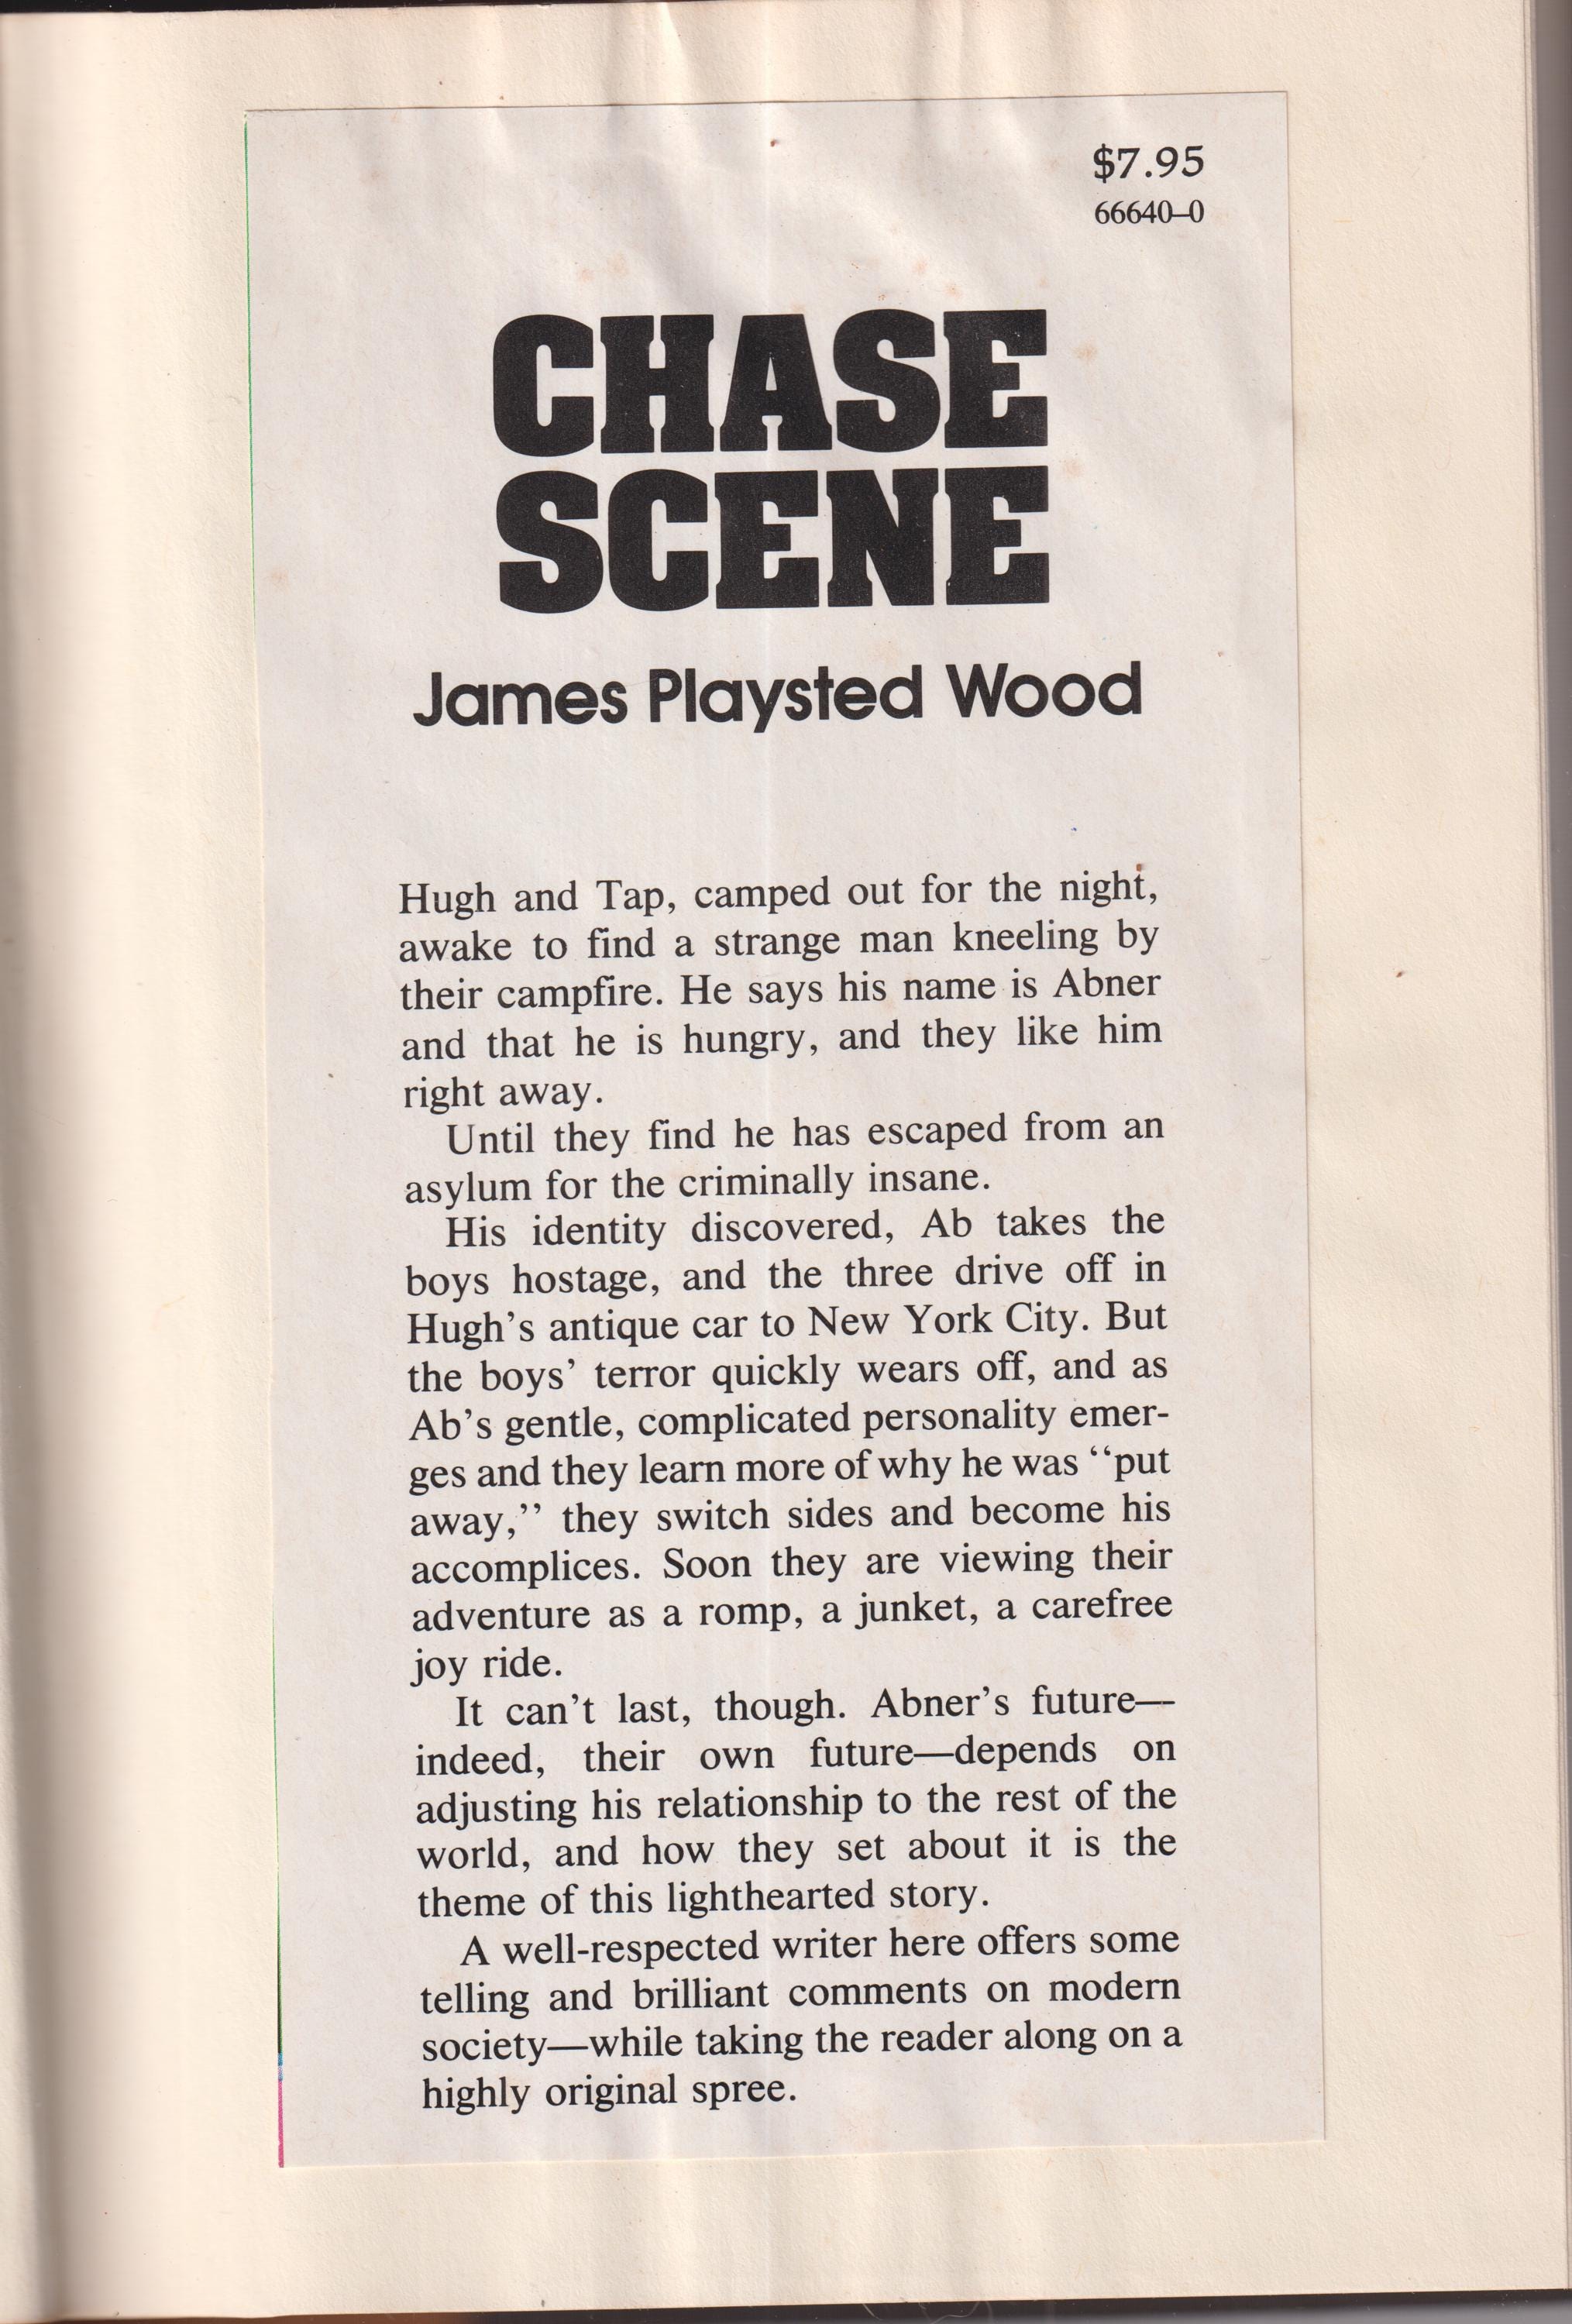 $7.95
66640–0
CHASE
SCENE
James Playsted Wood
Hugh and Tap, camped out for the night,
awake to find a strange man kneeling by
their campfire. He says his name is Abner
and that he is hungry, and they like him
right away.
Until they find he has escaped from an
asylum for the criminally insane.
His identity discovered, Ab takes the
boys hostage, and the three drive off in
Hugh’s antique car to New York City. But
the boys’ terror quickly wears off, and as
Ab’s gentle, complicated personality emer-
ges and they learn more of why he was “put
away,” they switch sides and become his
accomplices. Soon they are viewing their
adventure as a romp, a junket, a carefree
joy ride.
It can’t last, though. Abner’s future—
indeed, their own future—depends on
adjusting his relationship to the rest of the
world, and how they set about it is the
theme of this lighthearted story.
A well-respected writer here offers some
telling and brilliant comments on modern
society—while taking the reader along on a
highly original spree.